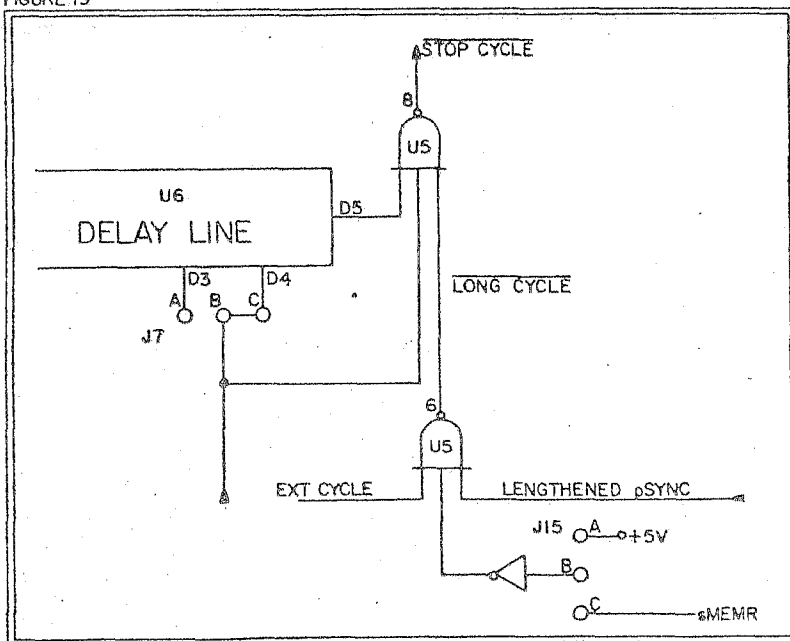 FIGURE 15
STOP CYCLE
8
U5
U6
DELAY LINE
D5
D3
D4
A
B
C
J7
LONG CYCLE
6
U5
EXT CYCLE
LENGTHENED pSYNC
J15
A
+5V
B
C
sMEMR